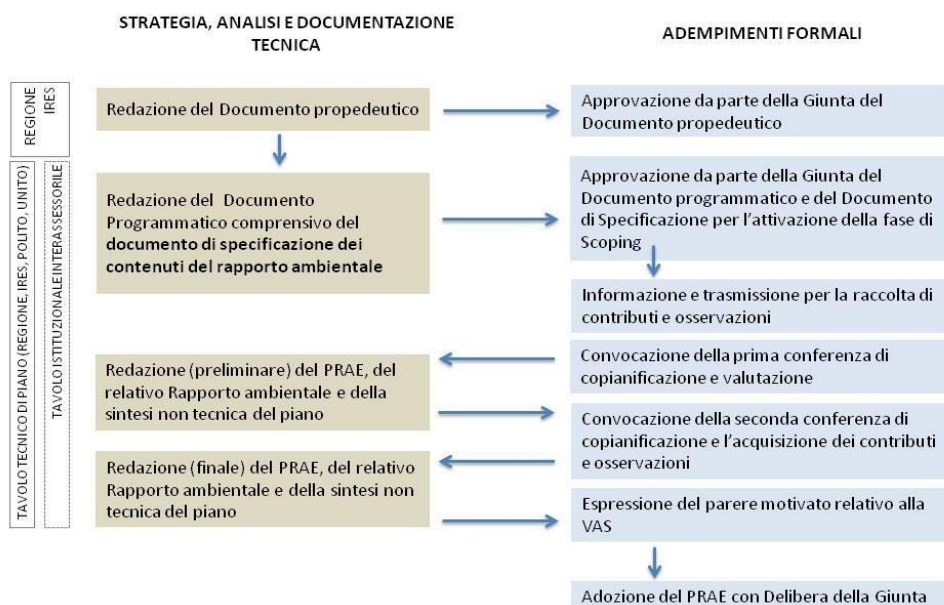 STRATEGIA, ANALISI E DOCUMENTAZIONE
TECNICA
ADEMPIMENTI FORMALI
REGIONE
IRES
Redazione del Documento propedeutico
Approvazione da parte della Giunta del
Documento propedeutico
TAVOLO TECNICO DI PIANO (REGIONE, IRES, POLITO, UNITO)
TAVOLO ISTITUZIONALE INTERASSESSORILE
Redazione del Documento
Programmatico comprensivo del
documento di specificazione dei
contenuti del rapporto ambientale
Approvazione da parte della Giunta del
Documento programmatico e del Documento
di Specificazione per l'attivazione della fase di
Scoping
Informazione e trasmissione per la raccolta di
contributi e osservazioni
Convocazione della prima conferenza di
copianificazione e valutazione
Redazione (preliminare) del PRAE, del
relativo Rapporto ambientale e della
sintesi non tecnica del piano
Convocazione della seconda conferenza di
copianificazione e l'acquisizione dei contributi
e osservazioni
Redazione (finale) del PRAE, del relativo
Rapporto ambientale e della sintesi non
tecnica del piano
Espressione del parere motivato relativo alla
VAS
Adozione del PRAE con Delibera della Giunta